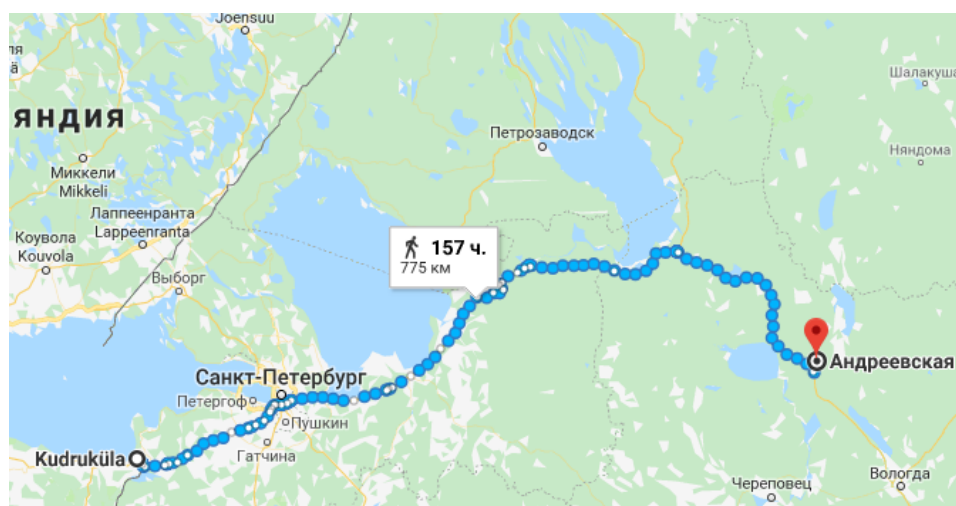 Joensuu
ЯНДИЯ
Миккели
Mikkeli
Лаппеенранта
Lappeenranta
Коувола
Kouvola
Выборг
Петрозаводск
Шалакуша
Няндома
157 ч.
775 км
Санкт-Петербург
Петергоф
Пушкин
Гатчина
Kudruküla
Андреевская
Череповец
Вологда